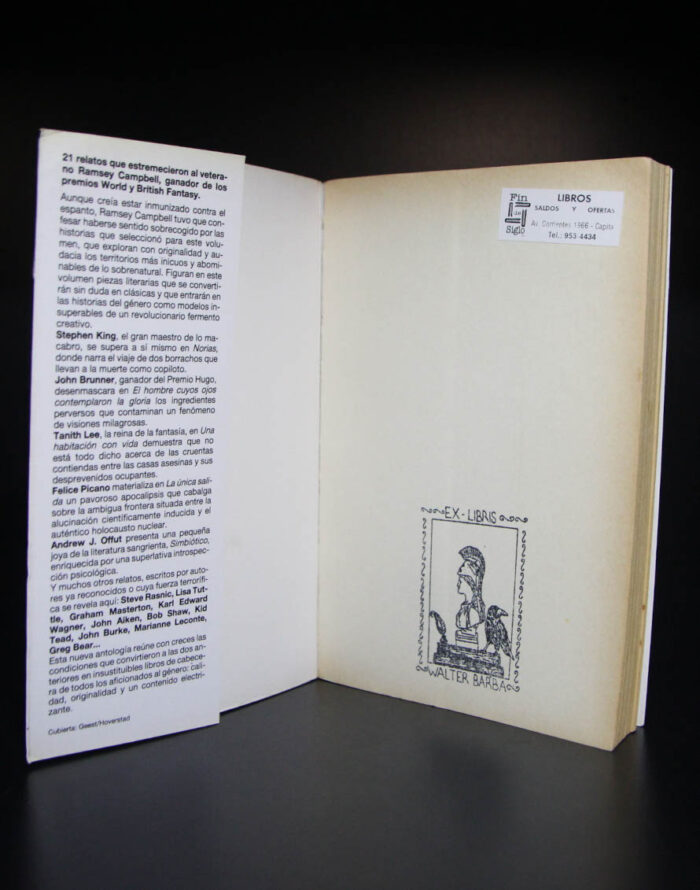 21 relatos que estremecieron al vetera-
no Ramsey Campbell, ganador de los
premios World y British Fantasy.
Aunque creía estar inmunizado contra el
espanto, Ramsey Campbell tuvo que con-
fesar haberse sentido sobrecogido por las
historias que seleccionó para este volu-
men, que exploran con originalidad y au-
dacia los territorios más inicuos y abomi-
nables de lo sobrenatural. Figuran en este
volumen piezas literarias que se converti-
rán sin duda en clásicas y que entrarán en
las historias del género como modelos in-
superables de un revolucionario fermento
creativo.
Stephen King, el gran maestro de lo ma-
cabro, se supera a sí mismo en Norias,
donde narra el viaje de dos borrachos que
llevan a la muerte como copiloto.
John Brunner, ganador del Premio Hugo,
desenmascara en El hombre cuyos ojos
contemplaron la gloria los ingredientes
perversos que contaminan un fenómeno
de visiones milagrosas.
Tanith Lee, la reina de la fantasía, en Una
habitación con vida demuestra que no
está todo dicho acerca de las cruentas
contiendas entre las casas asesinas y sus
desprevenidos ocupantes.
Felice Picano materializa en La única sali-
da un pavoroso apocalipsis que cabalga
sobre la ambigua frontera situada entre la
alucinación científicamente inducida y el
auténtico holocausto nuclear.
Andrew J. Offut presenta una pequeña
joya de la literatura sangrienta, Simbiótico,
enriquecida por una superlativa introspec-
ción psicológica.
Y muchos otros relatos, escritos por auto-
res ya reconocidos o cuya fuerza terrorífi-
ca se revela aquí: Steve Rasnic, Lisa Tut-
tle, Graham Masterton, Karl Edward
Wagner, John Aiken, Bob Shaw, Kid
Tead, John Burke, Marianne Leconte,
Greg Bear...
Esta nueva antología reúne con creces las
condiciones que convirtieron a las dos an-
teriores en insustituibles libros de cabece-
ra de todos los aficionados al género: cali-
dad, originalidad y un contenido electri-
zante.
Cubierta: Geest/Hoverstad
Fin
de
Siglo
LIBROS
SALDOS Y OFERTAS
Av. Corrientes 1966 - Capita
Tel.: 953 4434
EX-LIBRIS
WALTER BARBA